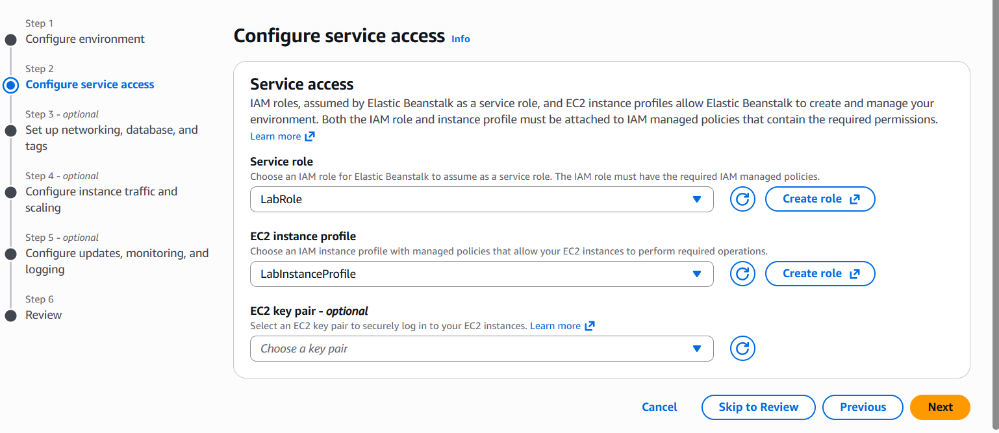 Step 1
Configure environment
Step 2
Configure service access
Step 3 - optional
Set up networking, database, and
tags
Step 4 - optional
Configure instance traffic and
scaling
Step 5 - optional
Configure updates, monitoring, and
logging
Step 6
Review
Configure service access Info
Service access
IAM roles, assumed by Elastic Beanstalk as a service role, and EC2 instance profiles allow Elastic Beanstalk to create and manage your
environment. Both the IAM role and instance profile must be attached to IAM managed policies that contain the required permissions.
Learn more
Service role
Choose an IAM role for Elastic Beanstalk to assume as a service role. The IAM role must have the required IAM managed policies.
LabRole
Create role
EC2 instance profile
Choose an IAM instance profile with managed policies that allow your EC2 instances to perform required operations.
LabInstanceProfile
Create role
EC2 key pair - optional
Select an EC2 key pair to securely log in to your EC2 instances. Learn more
Choose a key pair
Cancel
Skip to Review
Previous
Next